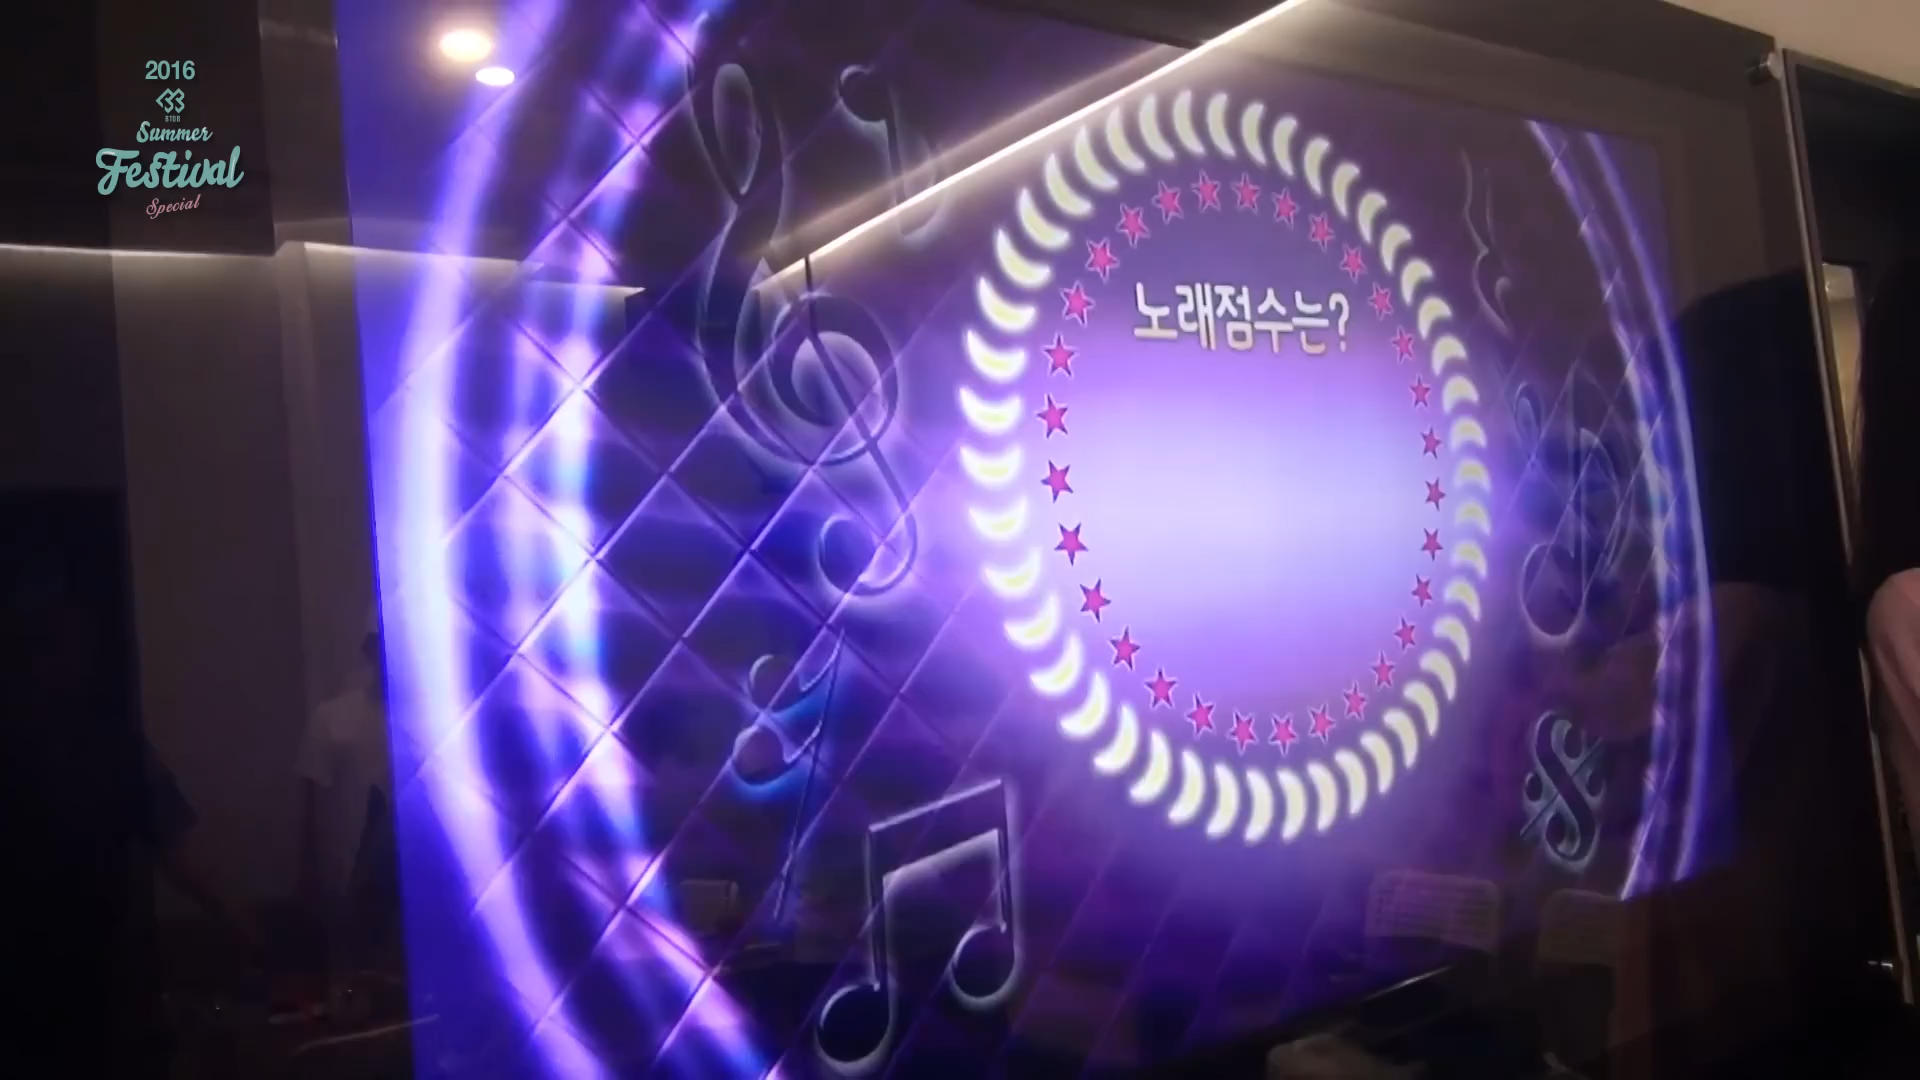 2016
BTOB
Summer
Festival
Special
노래점수는?